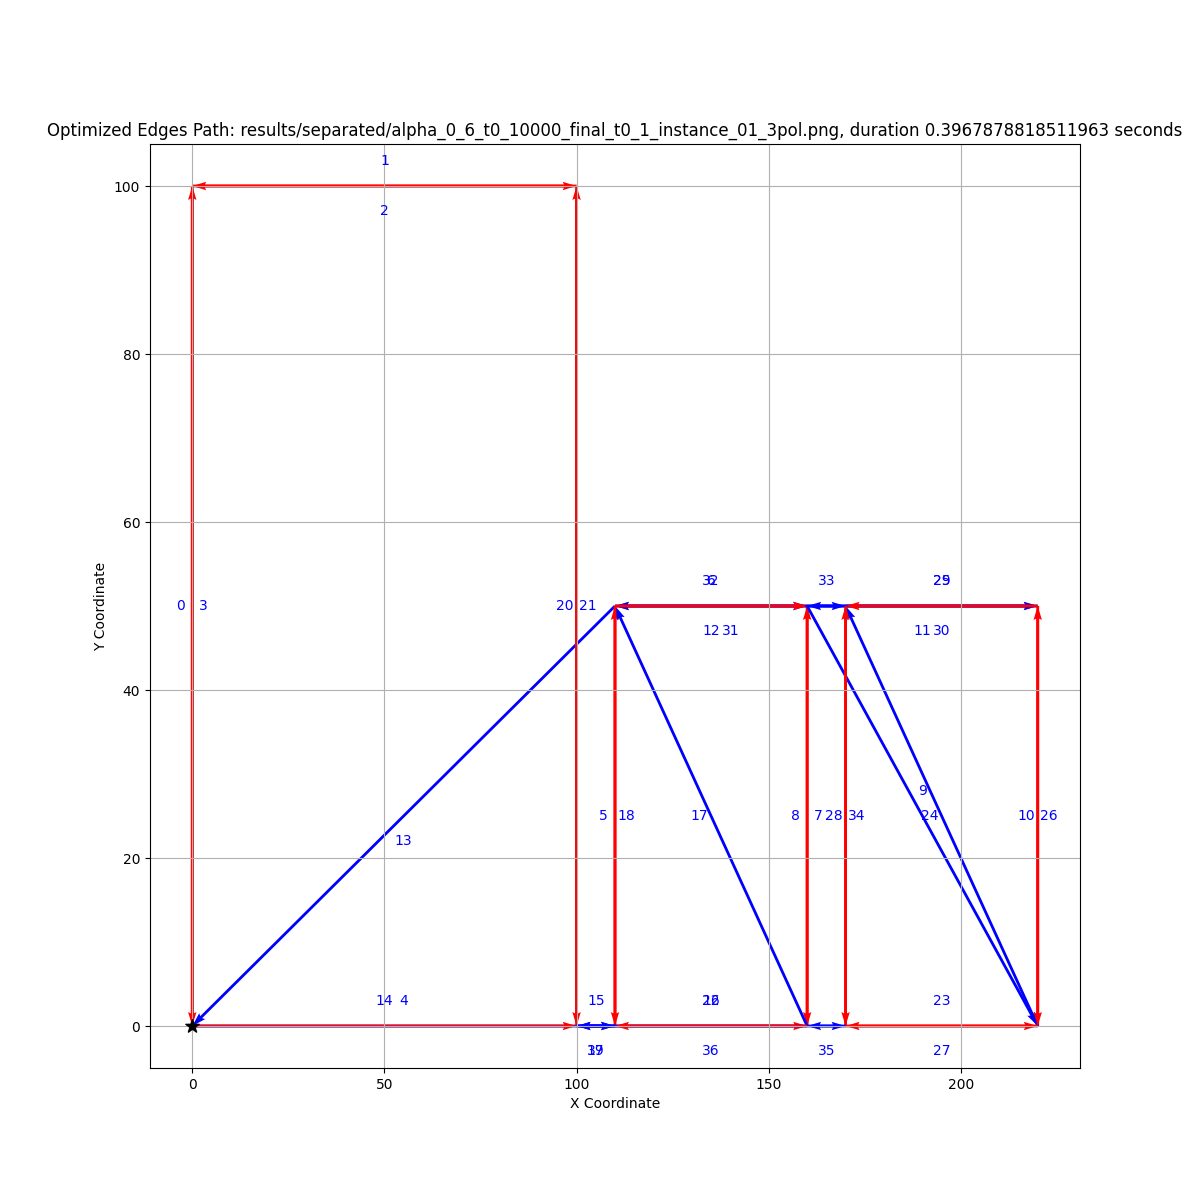 Optimized Edges Path: results/separated/alpha_0_6_t0_10000_final_t0_1_instance_01_3pol.png, duration 0.3967878818511963 seconds
1
100
2
80
60
32 6 33 29
0 3 20 21
12 31 11 30
Y Coordinate
40
9
5 18 17 8 7 28 34 24 10 26
20
13
14 4 15 23
0
36 35 27
0 50 100 150 200
X Coordinate